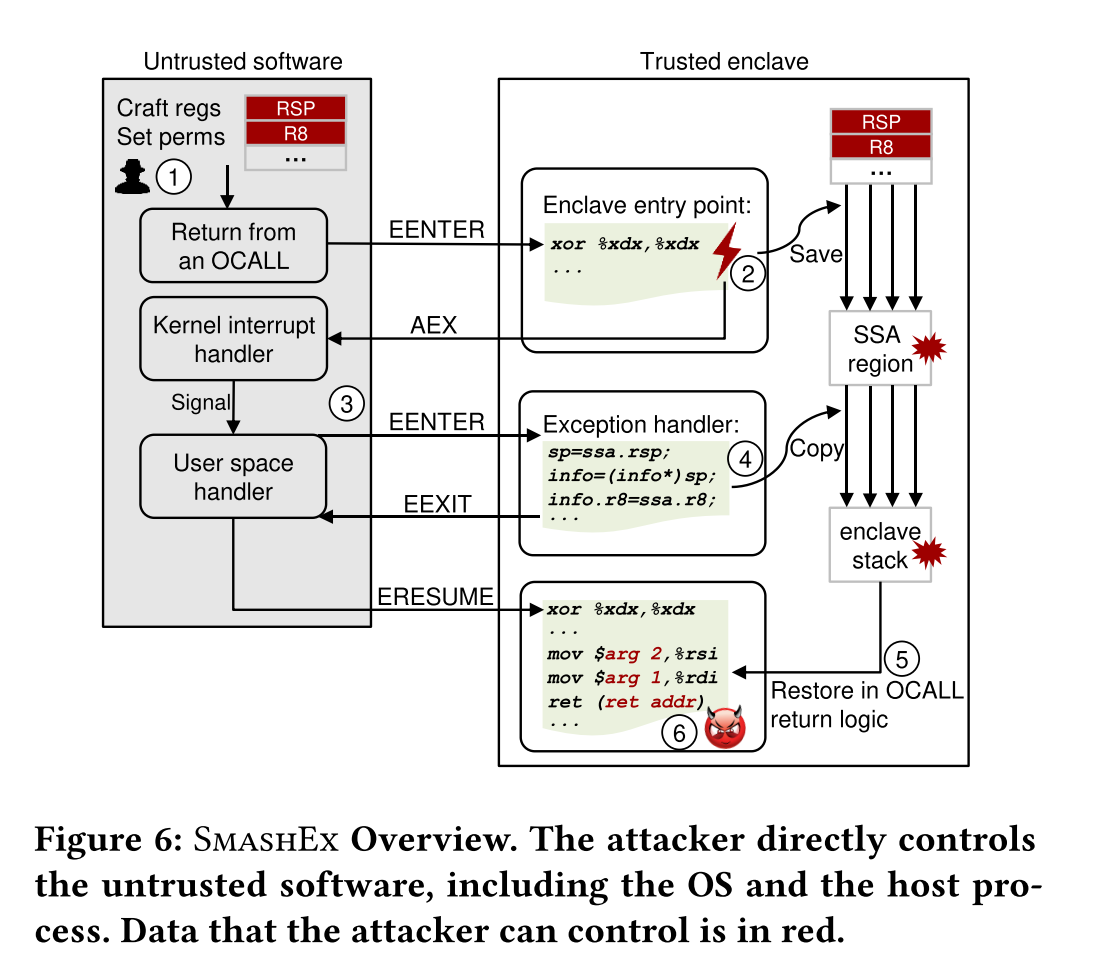 Untrusted software
Trusted enclave
Craft regs
Set perms
RSP
R8
...
1
Return from
an OCALL
EENTER
Enclave entry point:
xor %xdx,%xdx
...
2
Save
RSP
R8
...
Kernel interrupt
handler
AEX
SSA
region
Signal
3
EENTER
Exception handler:
sp=ssa.rsp;
info=(info*)sp;
info.r8=ssa.r8;
...
4
Copy
User space
handler
EEXIT
enclave
stack
ERESUME
xor %xdx,%xdx
...
mov $arg 2,%rsi
mov $arg 1,%rdi
ret (ret addr)
...
5
Restore in OCALL
return logic
6
Figure 6: SmashEx Overview. The attacker directly controls
the untrusted software, including the OS and the host pro-
cess. Data that the attacker can control is in red.